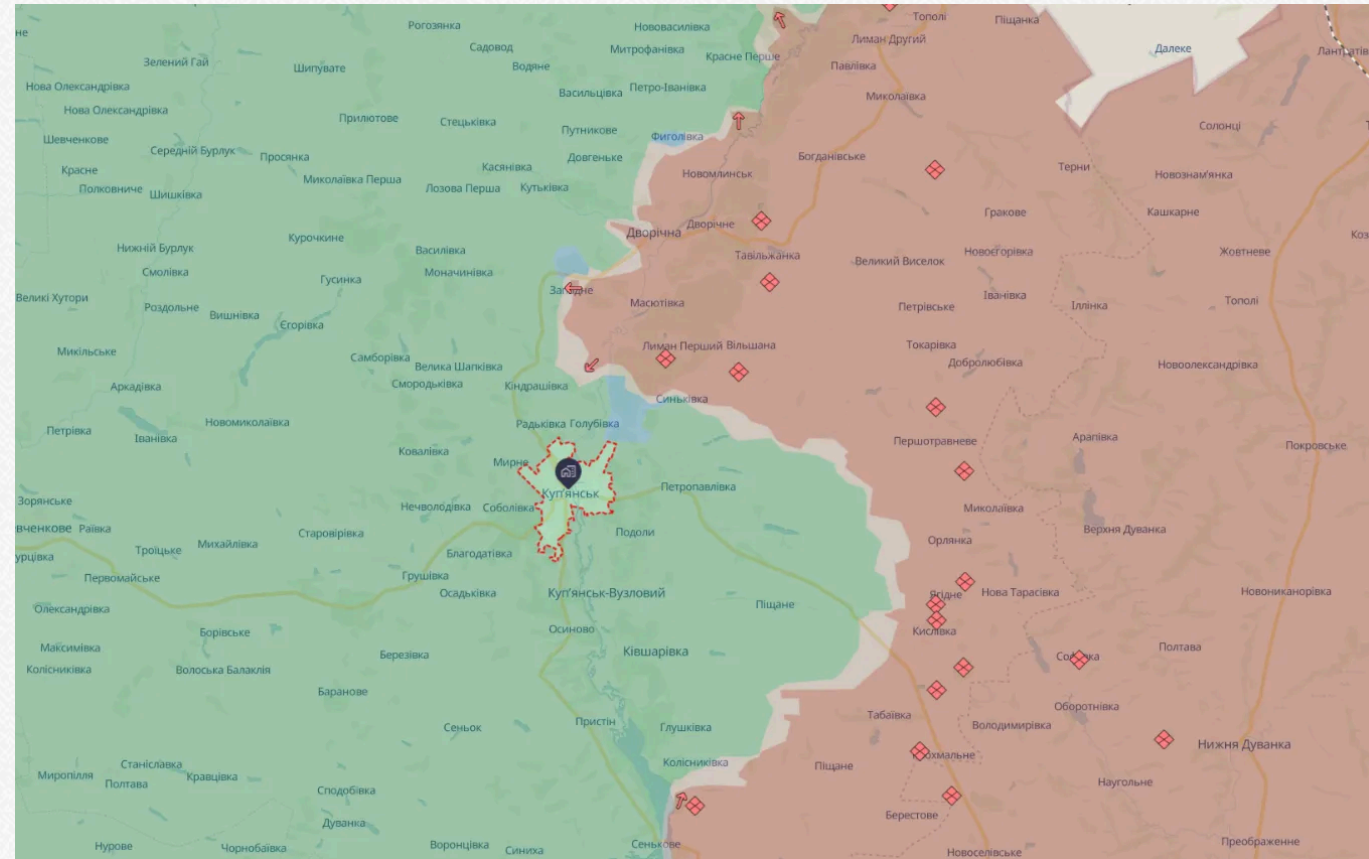 не
Рогозянка
Нововасилівка
Тополі
Піщанка
Садовод
Митрофанівка
Красне Перше
Лиман Другий
Далеке
Зелений Гай
Шипувате
Водяне
Павлівка
Нова Олександрівка
Васильцівка
Петро-Іванівка
Миколаївка
Нова Олександрівка
Прилютове
Стецьківка
Путникове
Фиголівка
Солонці
Шевченкове
Середній Бурлук
Просянка
Довгеньке
Богданівське
Красне
Касянівка
Новомлинськ
Терни
Новознам'янка
Полковниче
Шишківка
Миколаївка Перша
Лозова Перша
Кутьківка
Гракове
Кашкарне
Курочкине
Дворічна
Дворічне
Нижній Бурлук
Василівка
Тавільжанка
Великий Виселок
Новоєгорівка
Жовтневе
Смолівка
Гусинка
Моначинівка
Великі Хутори
Роздольне
Вишнівка
Єгорівка
Масютівка
Петрівське
Іванівка
Іллінка
Тополі
Микільське
Самборівка
Велика Шапківка
Лиман Перший
Вільшана
Токарівка
Добролюбівка
Новоолександрівка
Аркадівка
Смородьківка
Кіндрашівка
Синьківка
Петрівка
Іванівка
Новомиколаївка
Радьківка
Голубівка
Першотравневе
Арапівка
Покровське
Ковалівка
Мирне
Куп'янськ
Петропавлівка
Зорянське
Нечволодівка
Соболівка
Миколаївка
вченкове
Раївка
Старовірівка
Подоли
Верхня Дуванка
Троїцьке
Михайлівка
Благодатівка
Орлянка
урцівка
Первомайське
Грушівка
Осадьківка
Куп'янськ-Вузловий
Піщане
Ягідне
Нова Тарасівка
Новониканорівка
Олександрівка
Борівське
Осиново
Кислівка
Максимівка
Березівка
Ківшарівка
Полтава
Колісниківка
Волоська Балаклія
Баранове
Сеньок
Пристін
Глушківка
Табаївка
Володимирівка
Оборотнівка
Нижня Дуванка
Станіславка
Колісниківка
Піщане
Миропілля
Полтава
Кравцівка
Сподобівка
Наугольне
Дуванка
Берестове
Нурове
Чорнобаївка
Воронцівка
Синиха
Сенькове
Новоселівське
Преображенне